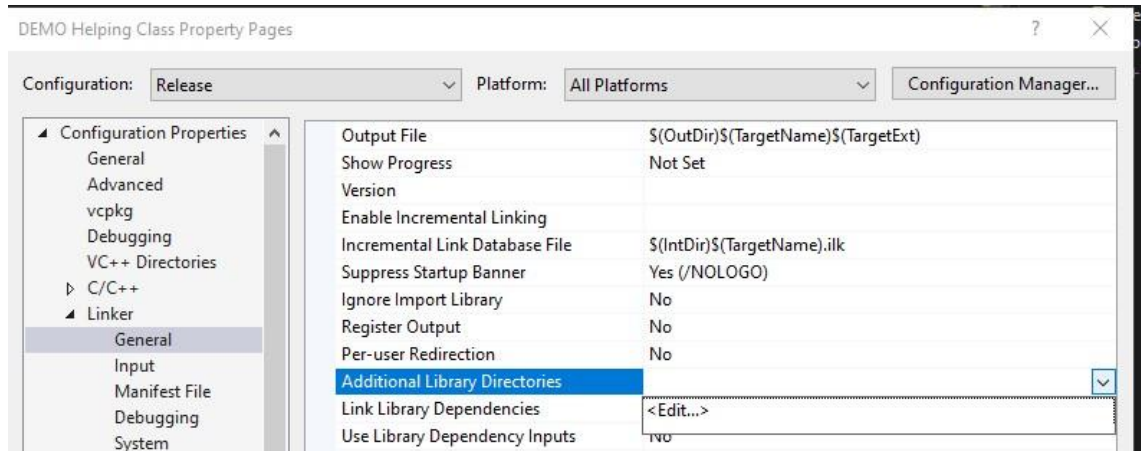 DEMO Helping Class Property Pages
Configuration: Release Platform: All Platforms Configuration Manager...
Configuration Properties
General
Advanced
vcpkg
Debugging
VC++ Directories
C/C++
Linker
General
Input
Manifest File
Debugging
System
Output File $(OutDir)$(TargetName)$(TargetExt)
Show Progress Not Set
Version
Enable Incremental Linking
Incremental Link Database File $(IntDir)$(TargetName).ilk
Suppress Startup Banner Yes (/NOLOGO)
Ignore Import Library No
Register Output No
Per-user Redirection No
Additional Library Directories
Link Library Dependencies <Edit...>
Use Library Dependency Inputs No